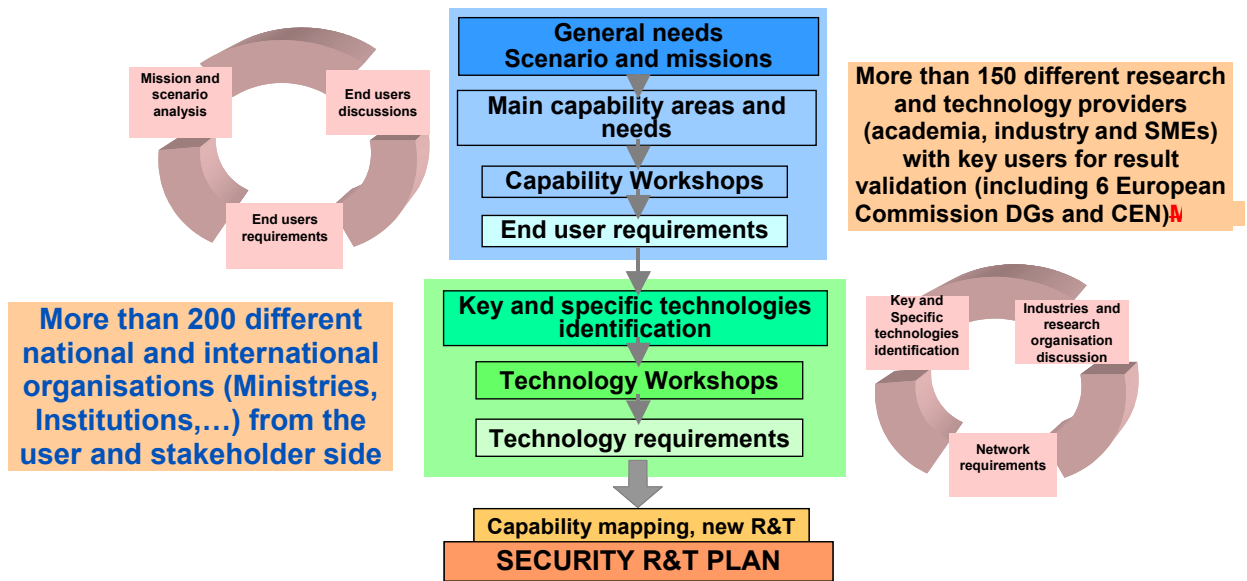 General needs
Scenario and missions
Main capability areas and
needs
Capability Workshops
End user requirements
Mission and
scenario
analysis
End users
discussions
End users
requirements
More than 150 different research
and technology providers
(academia, industry and SMEs)
with key users for result
validation (including 6 European
Commission DGs and CEN)M
More than 200 different
national and international
organisations (Ministries,
Institutions,…) from the
user and stakeholder side
Key and specific technologies
identification
Technology Workshops
Technology requirements
Key and
Specific
technologies
identification
Industries and
research
organisation
discussion
Network
requirements
Capability mapping, new R&T
SECURITY R&T PLAN